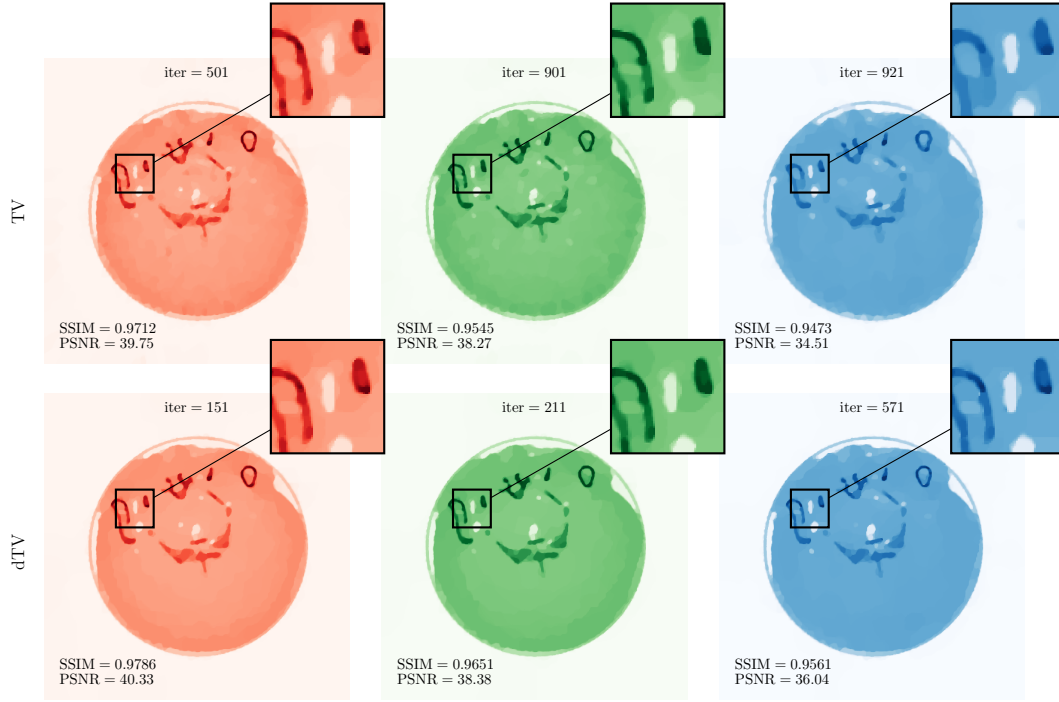 iter = 501
iter = 901
iter = 921
TV
SSIM = 0.9712
PSNR = 39.75
SSIM = 0.9545
PSNR = 38.27
SSIM = 0.9473
PSNR = 34.51
iter = 151
iter = 211
iter = 571
dTV
SSIM = 0.9786
PSNR = 40.33
SSIM = 0.9651
PSNR = 38.38
SSIM = 0.9561
PSNR = 36.04